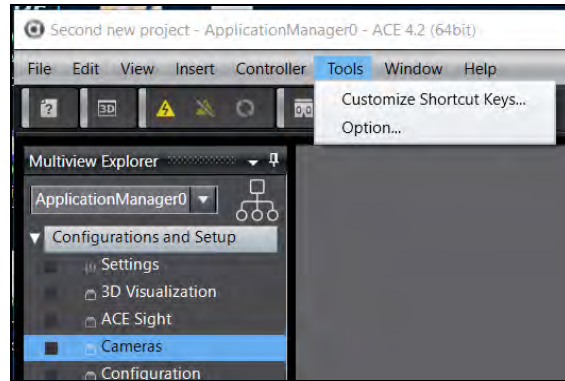 Second new project - ApplicationManager0 - ACE 4.2 (64bit)
File Edit View Insert Controller Tools Window Help
3D
Customize Shortcut Keys...
Option...
Multiview Explorer
ApplicationManager0
Configurations and Setup
Settings
3D Visualization
ACE Sight
Cameras
Configuration